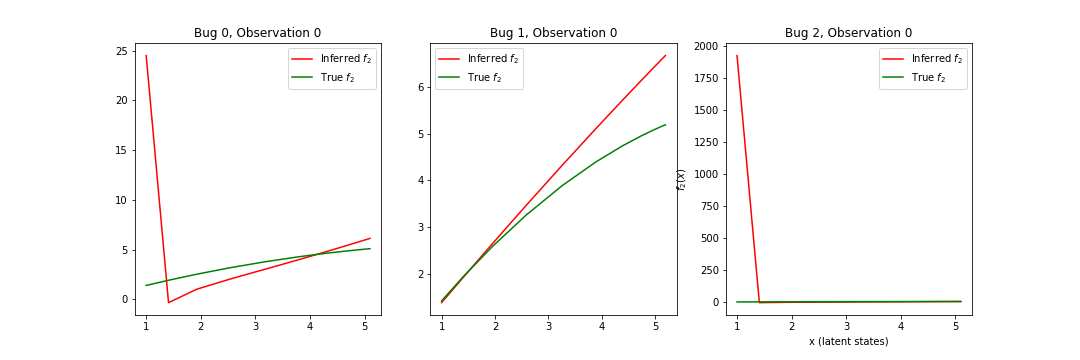 Bug 0, Observation 0
25
20
15
10
5
0
1 2 3 4 5
Inferred f₂
True f₂
Bug 1, Observation 0
6
5
4
3
2
1 2 3 4 5
Inferred f₂
True f₂
Bug 2, Observation 0
f₂(x)
2000
1750
1500
1250
1000
750
500
250
0
1 2 3 4 5
x (latent states)
Inferred f₂
True f₂